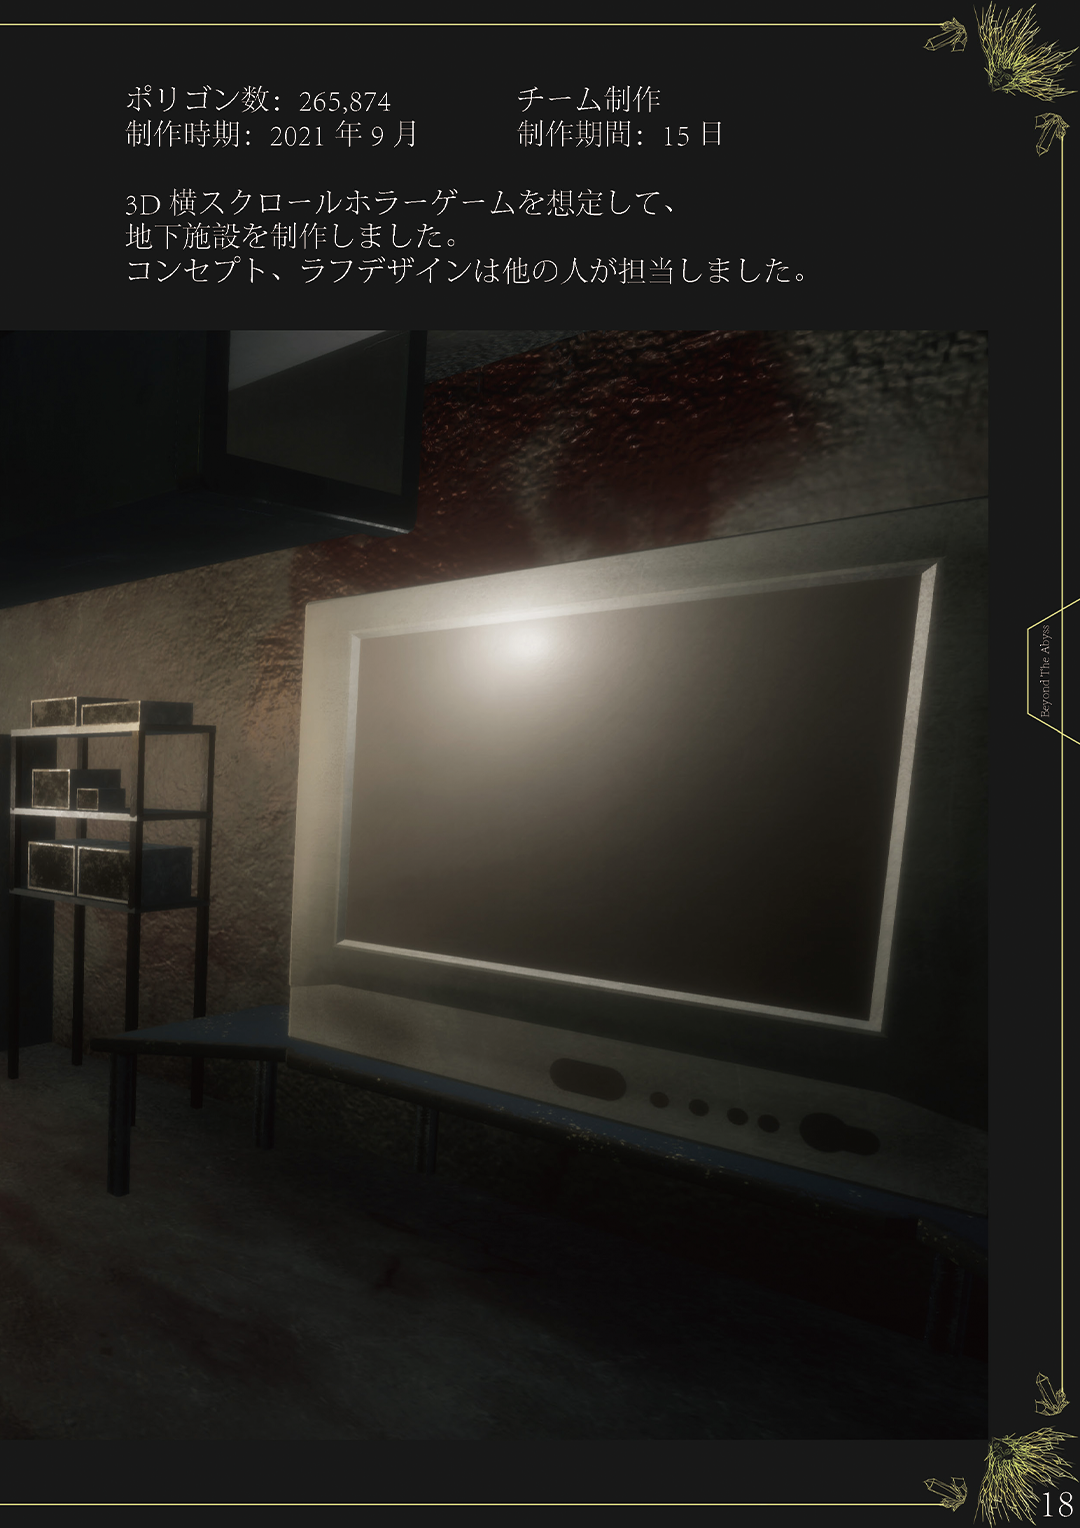 ポリゴン数：265,874
チーム制作
制作時期：2021 年 9 月
制作期間：15 日
3D 横スクロールホラーゲームを想定して、
地下施設を制作しました。
コンセプト、ラフデザインは他の人が担当しました。
Beyond The Abyss
18